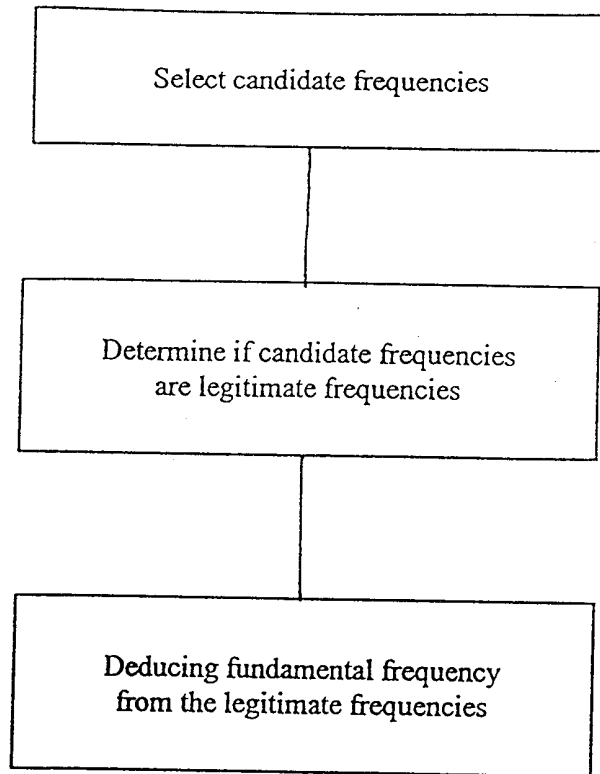 Select candidate frequencies
Determine if candidate frequencies
are legitimate frequencies
Deducing fundamental frequency
from the legitimate frequencies